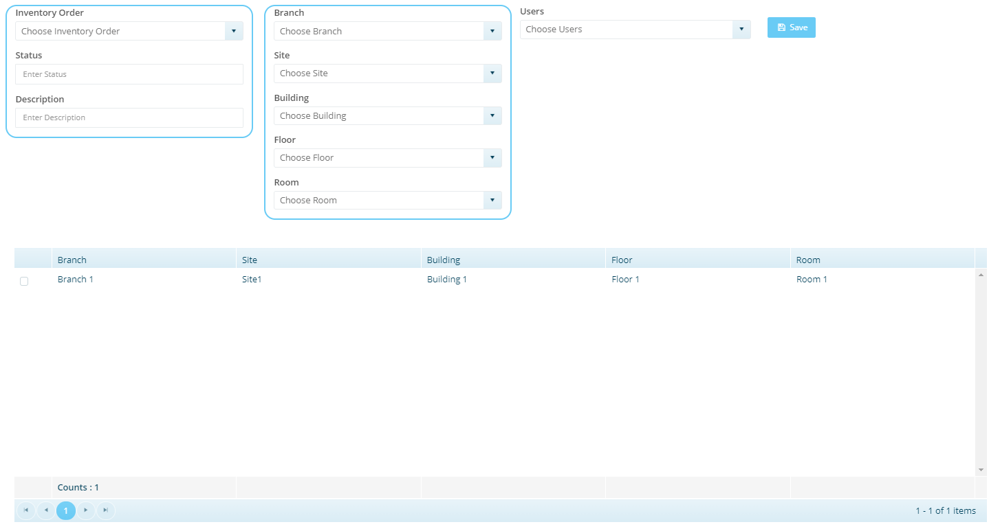 Inventory Order
Choose Inventory Order
Status
Enter Status
Description
Enter Description
Branch
Choose Branch
Site
Choose Site
Building
Choose Building
Floor
Choose Floor
Room
Choose Room
Users
Choose Users
Save
Branch Site Building Floor Room
Branch 1 Site1 Building 1 Floor 1 Room 1
Counts : 1
1 1 - 1 of 1 items